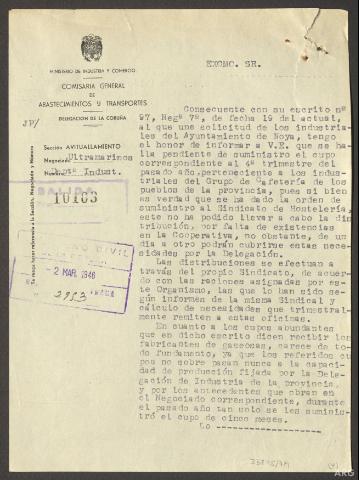 MINISTERIO DE INDUSTRIA Y COMERCIO
COMISARIA GENERAL
DE
ABASTECIMIENTOS Y TRANSPORTES
DELEGACION DE LA CORUÑA
JP/
Sección AVITUALLAMIENTO
Negociado Ultramarinos
10163
2 MAR. 1948
2953
EXCMO. SR.
Consecuente con su escrito nº
97, Regº 7º, de fecha 19 del actual,
al que une solicitud de los industria-
les del Ayuntamiento de Noya, tengo
el honor de informar a V.E. que se ha-
lla pendiente de suministro el cupo
correspondiente al 4º trimestre del
pasado año, perteneciente a los indus-
triales del Grupo de Cafetería de los
pueblos de la provincia, pues si bien
es verdad que se ha dado la orden de
suministro al Sindicato de Hostelería,
este no ha podido llevar a cabo la dis
tribución, por falta de existencias
en la Cooperativa, no obstante, de un
día a otro podrán cubrirse estas nece-
sidades por la Delegación.
Las distribuciones se efectuan a
través del propio Sindicato, de acuer-
do con las raciones asignadas por es-
te Organismo, las que lo han sido se-
gún informes de la misma Sindical y
cálculo de necesidades que trimestral-
mente remiten a estas oficinas.
En cuanto a los cupos abundantes
que en dicho escrito dicen recibir los
fabricantes de gaseosas, carece de to-
do fundamento, ya que los referidos cu
pos no sobre pasan nunca a la capaci-
dad de producción fijada por la Dele-
gación de Industria de la provincia,
y por los antecedentes que obran en
el Negociado correspondiente, durante
el pasado año tan solo se les suminis-
tró el cupo de cinco meses.
Lo
ARG